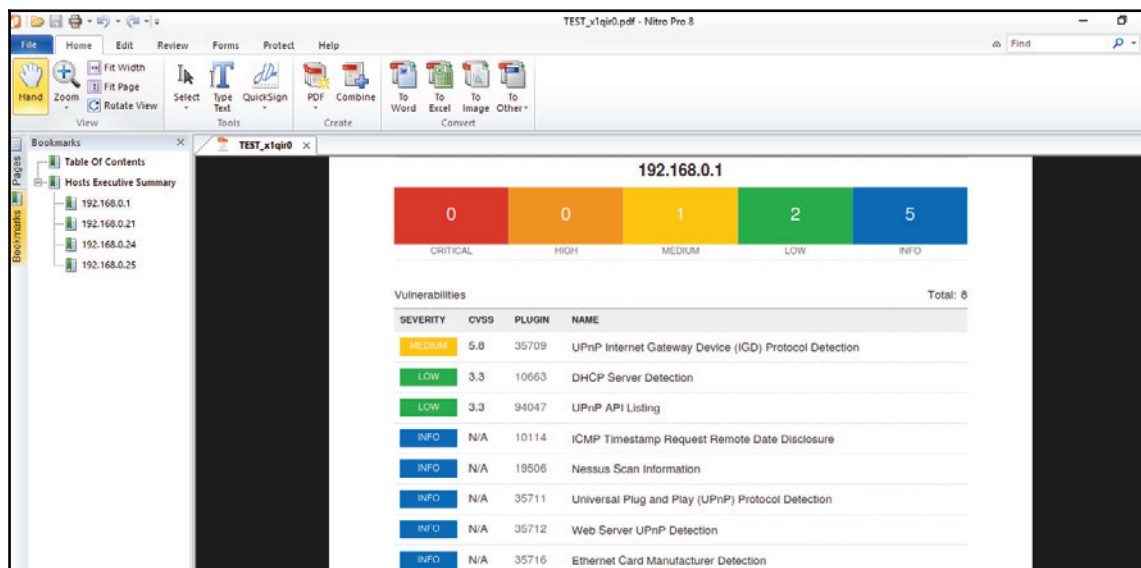 TEST_x1qir0.pdf - Nitro Pro 8
File Home Edit Review Forms Protect Help Find
Hand
Zoom
Fit Width
Fit Page
Rotate View
View
Select
Type Text
QuickSign
Tools
PDF
Combine
Create
To Word
To Excel
To Image
To Other
Convert
Pages
Bookmarks
Bookmarks
Table Of Contents
Hosts Executive Summary
192.168.0.1
192.168.0.21
192.168.0.24
192.168.0.25
TEST_x1qir0
192.168.0.1
0 0 1 2 5
CRITICAL HIGH MEDIUM LOW INFO
Vulnerabilities Total: 8
SEVERITY CVSS PLUGIN NAME
MEDIUM 5.8 35709 UPnP Internet Gateway Device (IGD) Protocol Detection
LOW 3.3 10663 DHCP Server Detection
LOW 3.3 94047 UPnP API Listing
INFO N/A 10114 ICMP Timestamp Request Remote Date Disclosure
INFO N/A 19506 Nessus Scan Information
INFO N/A 35711 Universal Plug and Play (UPnP) Protocol Detection
INFO N/A 35712 Web Server UPnP Detection
INFO N/A 35716 Ethernet Card Manufacturer Detection